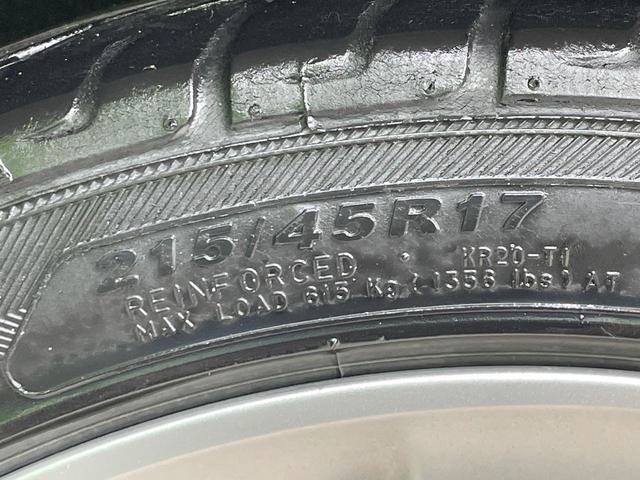 215/45R17
REINFORCED KR20-T1
MAX LOAD 615 Kg (1356 lbs) AT